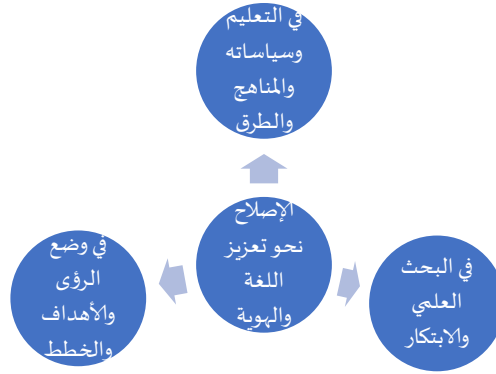 في التعليم
وسياساته
والمناهج
والطرق
الإصلاح
نحو تعزيز
اللغة
والهوية
في البحث
العلمي
والابتكار
في وضع
الرؤى
والأهداف
والخطط